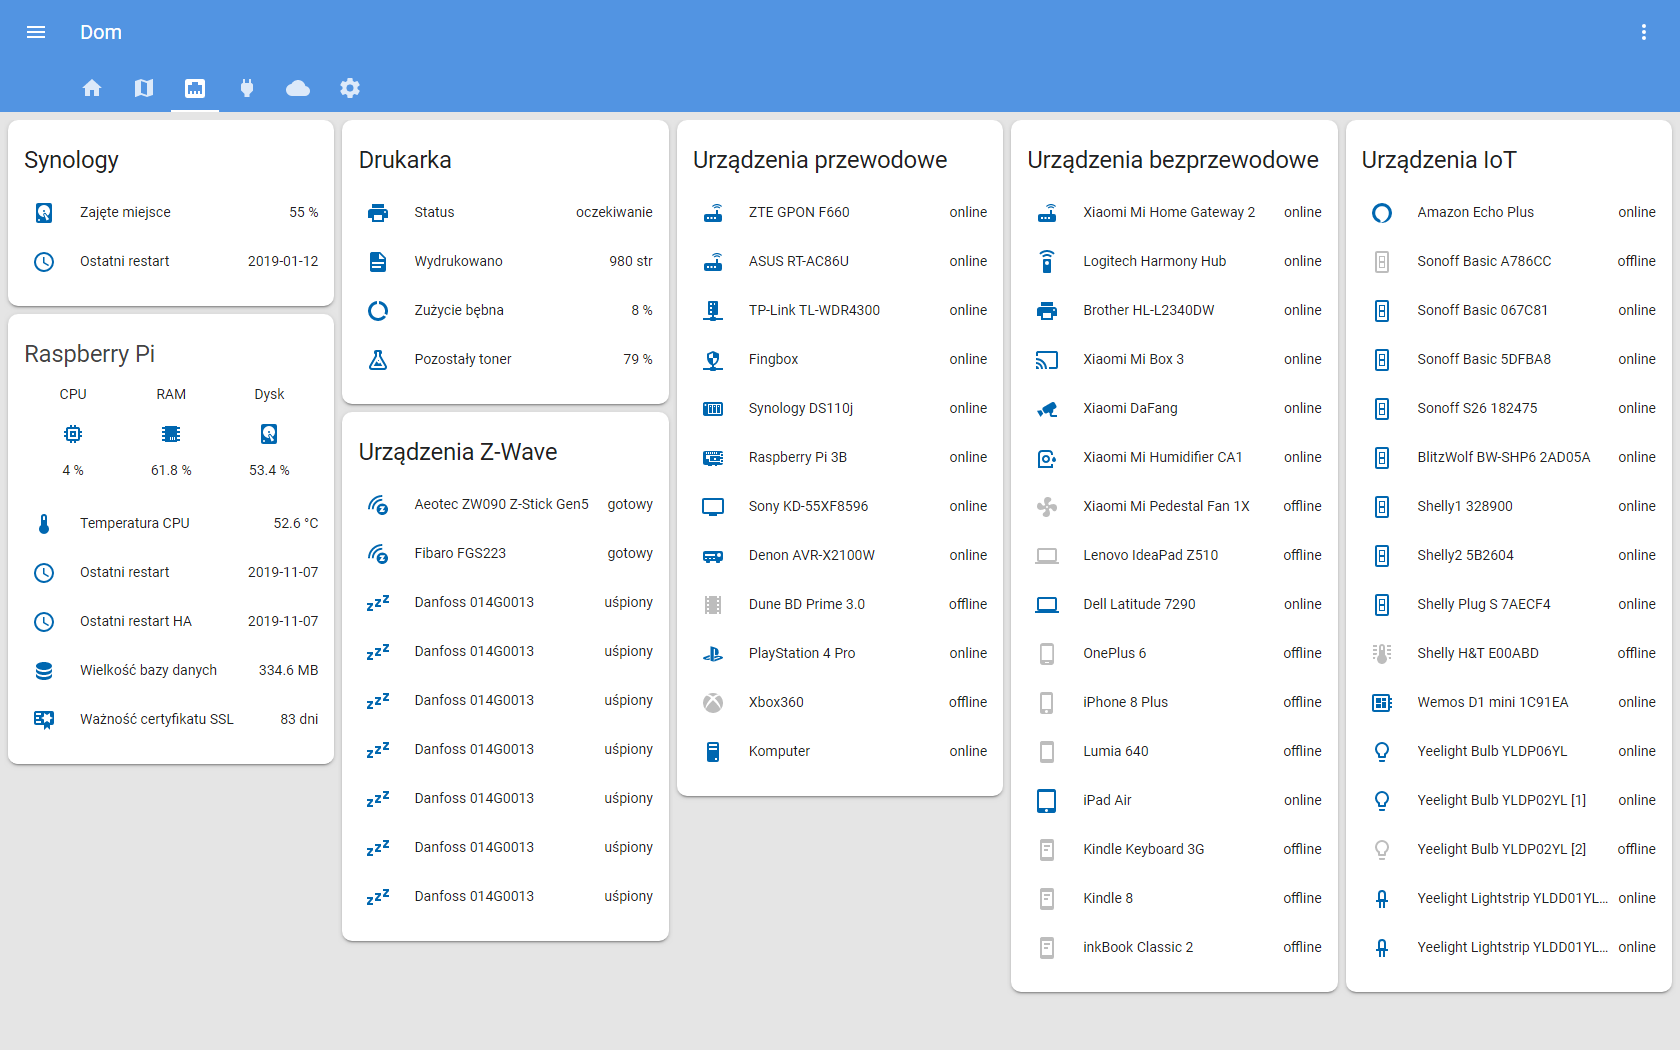 Dom
Synology
Zajęte miejsce 55 %
Ostatni restart 2019-01-12
Raspberry Pi
CPU RAM Dysk
4 % 61.8 % 53.4 %
Temperatura CPU 52.6 °C
Ostatni restart 2019-11-07
Ostatni restart HA 2019-11-07
Wielkość bazy danych 334.6 MB
Ważność certyfikatu SSL 83 dni
Drukarka
Status oczekiwanie
Wydrukowano 980 str
Zużycie bębna 8 %
Pozostały toner 79 %
Urządzenia Z-Wave
Aeotec ZW090 Z-Stick Gen5 gotowy
Fibaro FGS223 gotowy
Danfoss 014G0013 uśpiony
Danfoss 014G0013 uśpiony
Danfoss 014G0013 uśpiony
Danfoss 014G0013 uśpiony
Danfoss 014G0013 uśpiony
Danfoss 014G0013 uśpiony
Danfoss 014G0013 uśpiony
Urządzenia przewodowe
ZTE GPON F660 online
ASUS RT-AC86U online
TP-Link TL-WDR4300 online
Fingbox online
Synology DS110j online
Raspberry Pi 3B online
Sony KD-55XF8596 online
Denon AVR-X2100W online
Dune BD Prime 3.0 offline
PlayStation 4 Pro online
Xbox360 offline
Komputer online
Urządzenia bezprzewodowe
Xiaomi Mi Home Gateway 2 online
Logitech Harmony Hub online
Brother HL-L2340DW online
Xiaomi Mi Box 3 online
Xiaomi DaFang online
Xiaomi Mi Humidifier CA1 online
Xiaomi Mi Pedestal Fan 1X offline
Lenovo IdeaPad Z510 offline
Dell Latitude 7290 online
OnePlus 6 offline
iPhone 8 Plus offline
Lumia 640 offline
iPad Air online
Kindle Keyboard 3G offline
Kindle 8 offline
inkBook Classic 2 offline
Urządzenia IoT
Amazon Echo Plus online
Sonoff Basic A786CC offline
Sonoff Basic 067C81 online
Sonoff Basic 5DFBA8 online
Sonoff S26 182475 online
BlitzWolf BW-SHP6 2AD05A online
Shelly1 328900 online
Shelly2 5B2604 online
Shelly Plug S 7AECF4 online
Shelly H&T E00ABD offline
Wemos D1 mini 1C91EA online
Yeelight Bulb YLDP06YL online
Yeelight Bulb YLDP02YL [1] online
Yeelight Bulb YLDP02YL [2] offline
Yeelight Lightstrip YLDD01YL... online
Yeelight Lightstrip YLDD01YL... online